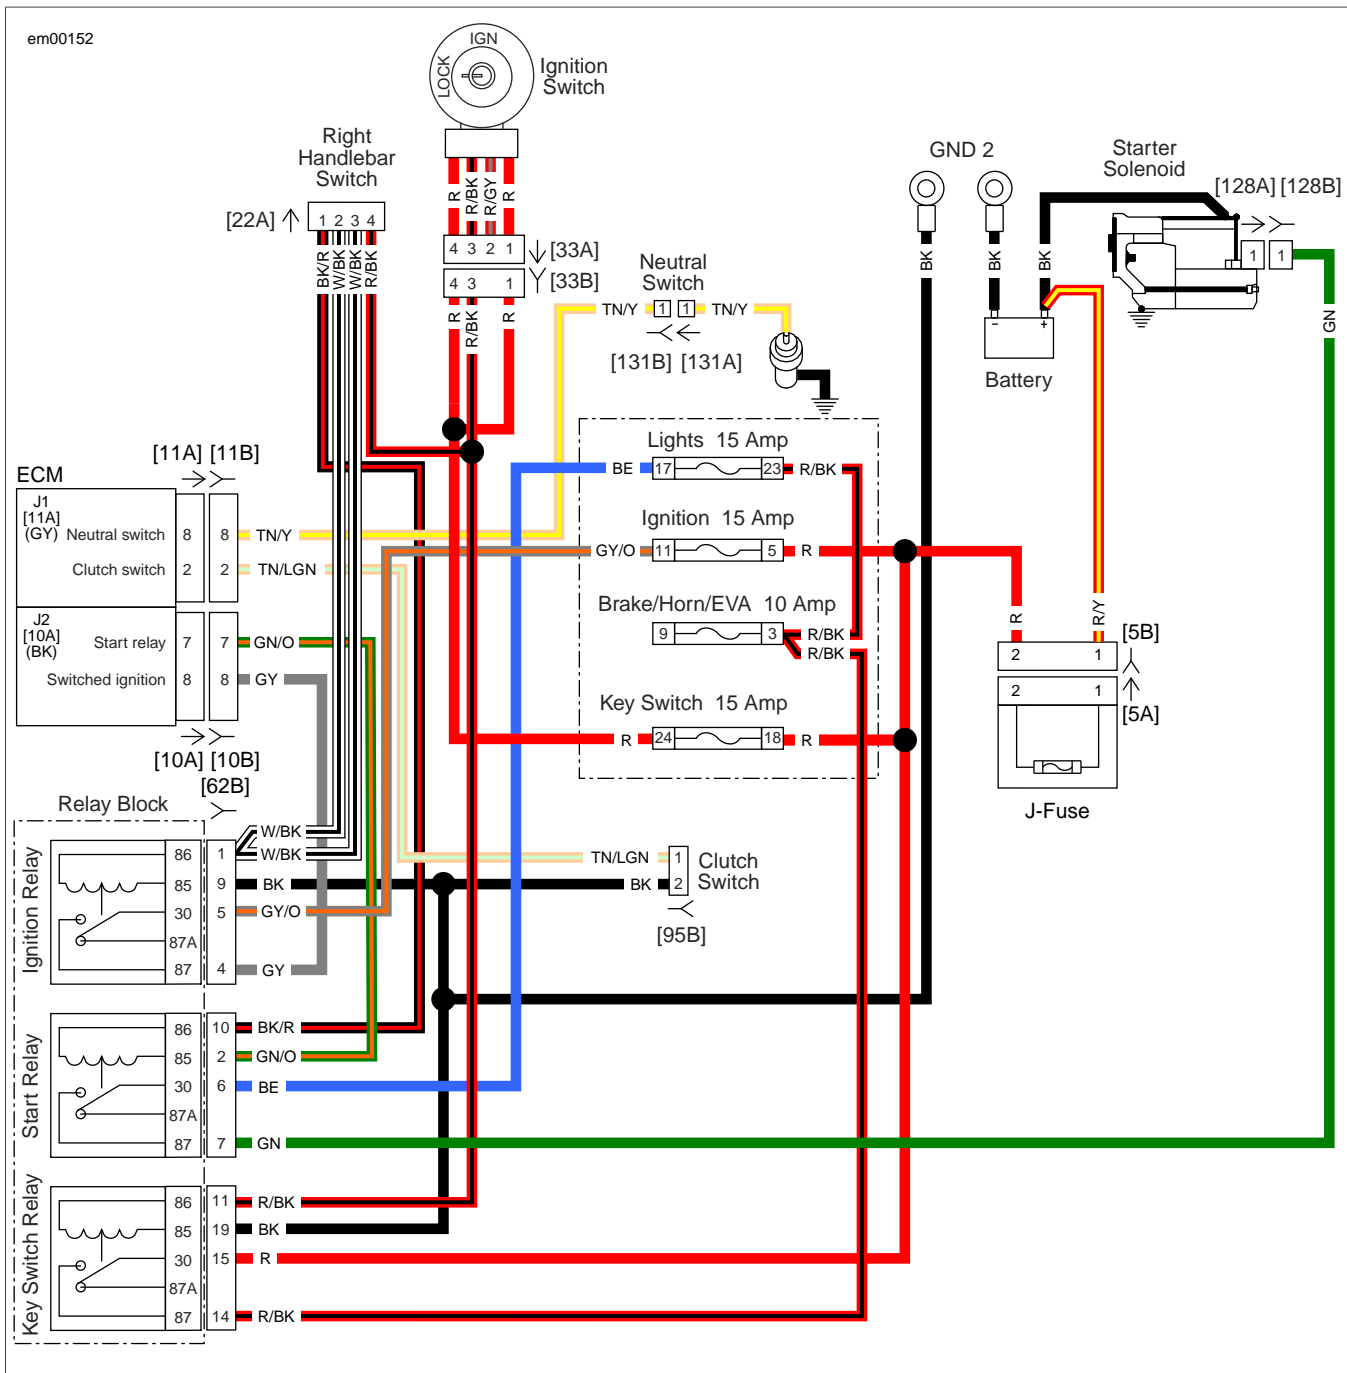 em00152
IGN
LOCK
Ignition
Switch
Right
Handlebar
Switch
[22A]
1 2 3 4
BK/R
W/BK
W/BK
R/BK
R
R/BK
R/GY
R
4 3 2 1
[33A]
4 3 1
[33B]
R
R/BK
R
Neutral
Switch
TN/Y 1 1 TN/Y
[131B] [131A]
GND 2
BK
BK
BK
- +
Battery
Starter
Solenoid
[128A] [128B]
1 1
GN
[11A] [11B]
ECM
J1
[11A]
(GY)
Neutral switch 8 8 TN/Y
Clutch switch 2 2 TN/LGN
J2
[10A]
(BK)
Start relay 7 7 GN/O
Switched ignition 8 8 GY
[10A] [10B]
[62B]
Lights 15 Amp
BE 17 23 R/BK
Ignition 15 Amp
GY/O 11 5 R
Brake/Horn/EVA 10 Amp
9 3 R/BK
R/BK
Key Switch 15 Amp
R 24 18 R
R
R/Y
[5B]
2 1
2 1
[5A]
J-Fuse
Relay Block
Ignition Relay
W/BK
86 1 W/BK
85 9 BK
30 5 GY/O
87A
87 4 GY
TN/LGN 1
BK 2
Clutch
Switch
[95B]
Start Relay
86 10 BK/R
85 2 GN/O
30 6 BE
87A
87 7 GN
Key Switch Relay
86 11 R/BK
85 19 BK
30 15 R
87A
87 14 R/BK